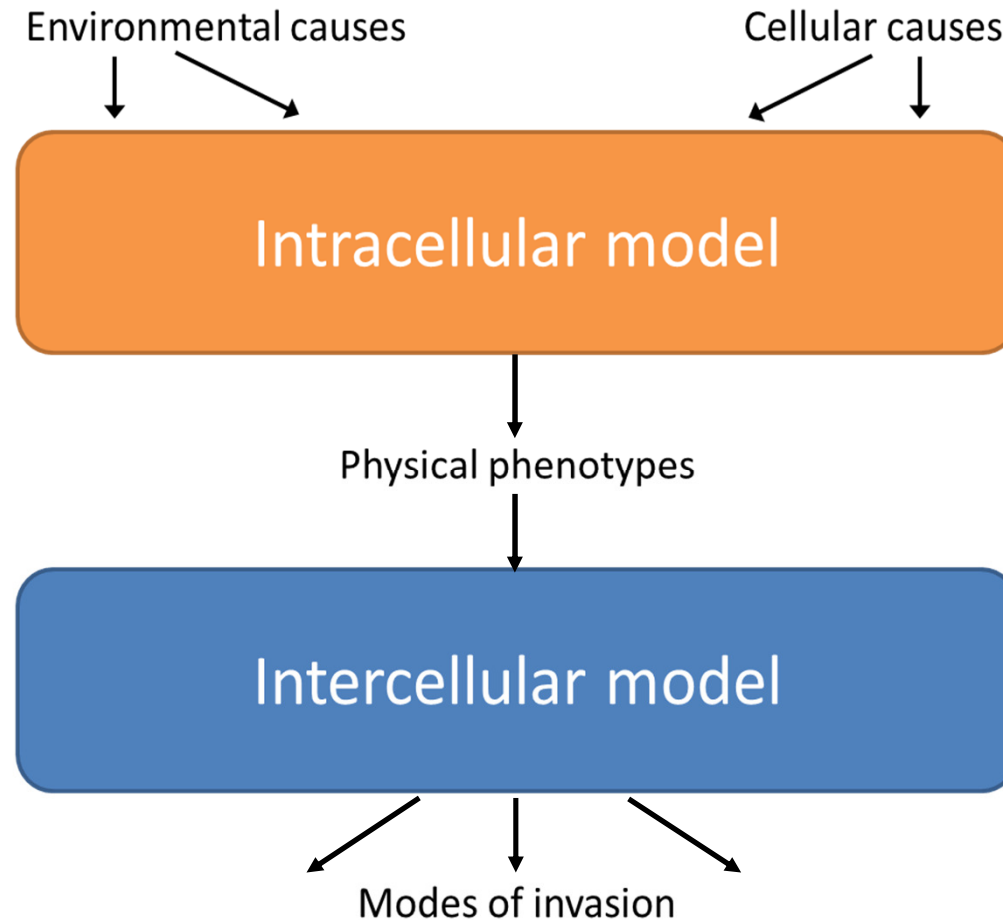 Environmental causes
Cellular causes
Intracellular model
Physical phenotypes
Intercellular model
Modes of invasion